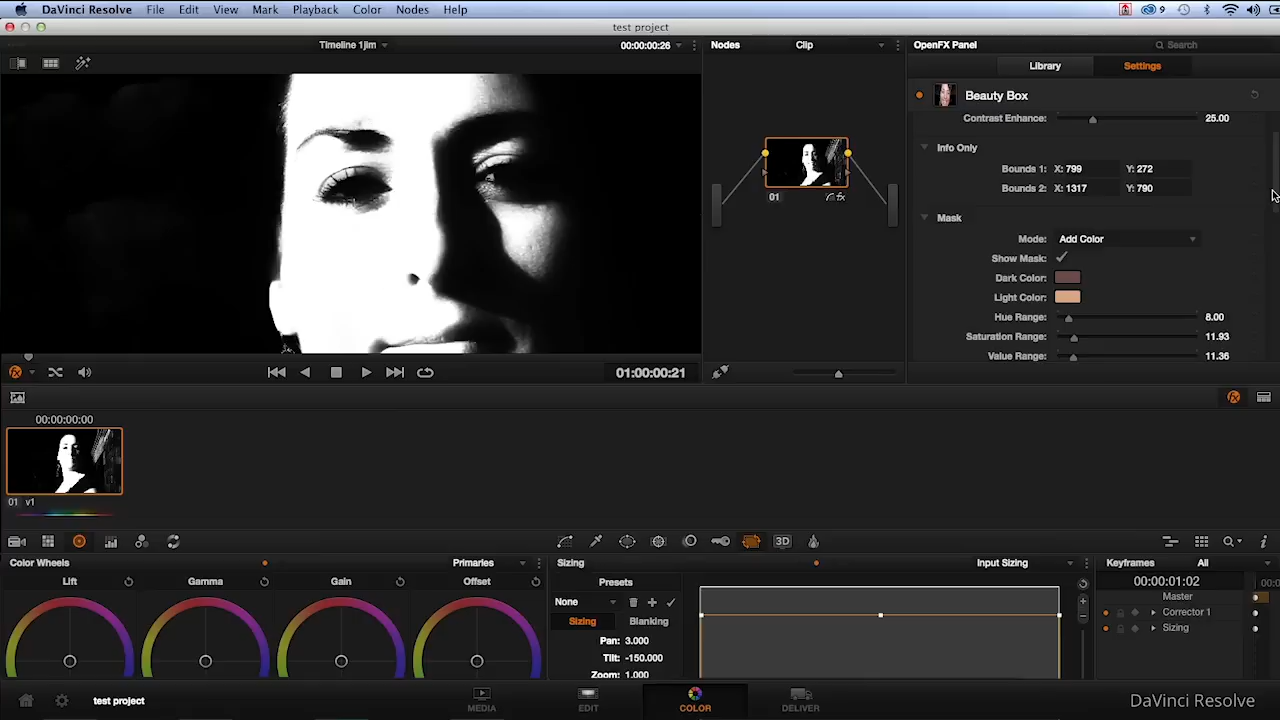 DaVinci Resolve File Edit View Mark Playback Color Nodes Help 9
test project
Timeline 1jim 00:00:00:26 Nodes Clip OpenFX Panel Search
Library Settings
Beauty Box
Contrast Enhance: 25.00
Info Only
Bounds 1: X: 799 Y: 272
Bounds 2: X: 1317 Y: 790
01 fx
Mask
Mode: Add Color
Show Mask:
Dark Color:
Light Color:
Hue Range: 8.00
Saturation Range: 11.93
Value Range: 11.36
01:00:00:21
00:00:00:00
01 v1
3D
Color Wheels Primaries Sizing Input Sizing Keyframes All
Lift Gamma Gain Offset Presets 00:00:01:02
None Master
Sizing Blanking Corrector 1
Pan: 3.000 Sizing
Tilt: -150.000
Zoom: 1.000
test project MEDIA EDIT COLOR DELIVER DaVinci Resolve